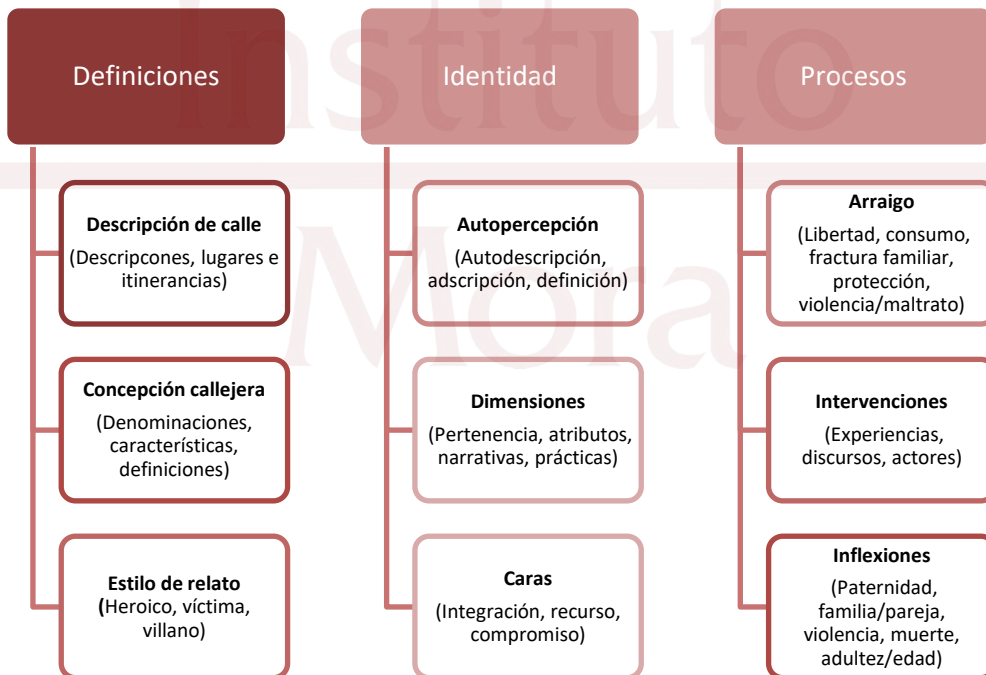 Instituto
Mora
Definiciones
Descripción de calle
(Descripcones, lugares e
itinerancias)
Concepción callejera
(Denominaciones,
características,
definiciones)
Estilo de relato
(Heroico, víctima,
villano)
Identidad
Autopercepción
(Autodescripción,
adscripción, definición)
Dimensiones
(Pertenencia, atributos,
narrativas, prácticas)
Caras
(Integración, recurso,
compromiso)
Procesos
Arraigo
(Libertad, consumo,
fractura familiar,
protección,
violencia/maltrato)
Intervenciones
(Experiencias,
discursos, actores)
Inflexiones
(Paternidad,
familia/pareja,
violencia, muerte,
adultez/edad)